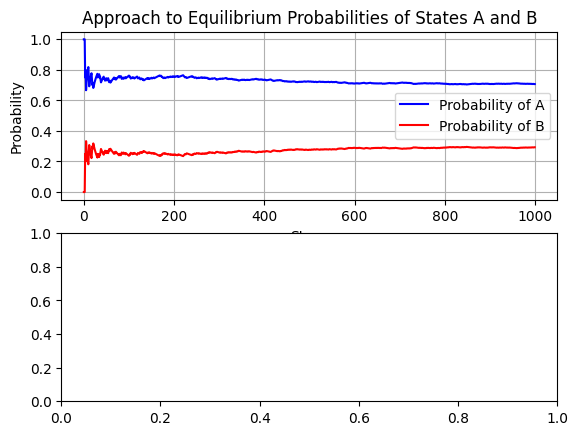 Approach to Equilibrium Probabilities of States A and B
1.0
0.8
0.6
0.4
0.2
0.0
Probability
Probability of A
Probability of B
0 200 400 600 800 1000
1.0
0.8
0.6
0.4
0.2
0.0
0.0 0.2 0.4 0.6 0.8 1.0